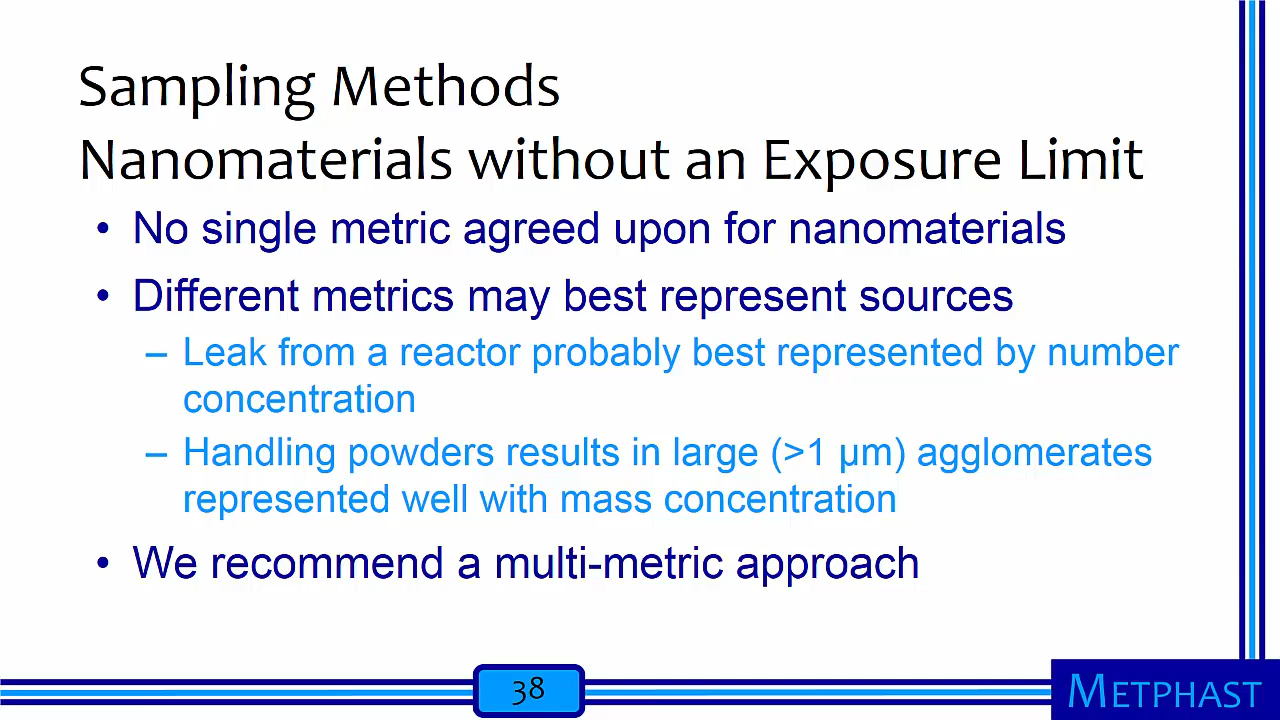 Sampling Methods
Nanomaterials without an Exposure Limit
• No single metric agreed upon for nanomaterials
• Different metrics may best represent sources
– Leak from a reactor probably best represented by number
concentration
– Handling powders results in large (>1 µm) agglomerates
represented well with mass concentration
• We recommend a multi-metric approach
38
METPHAST